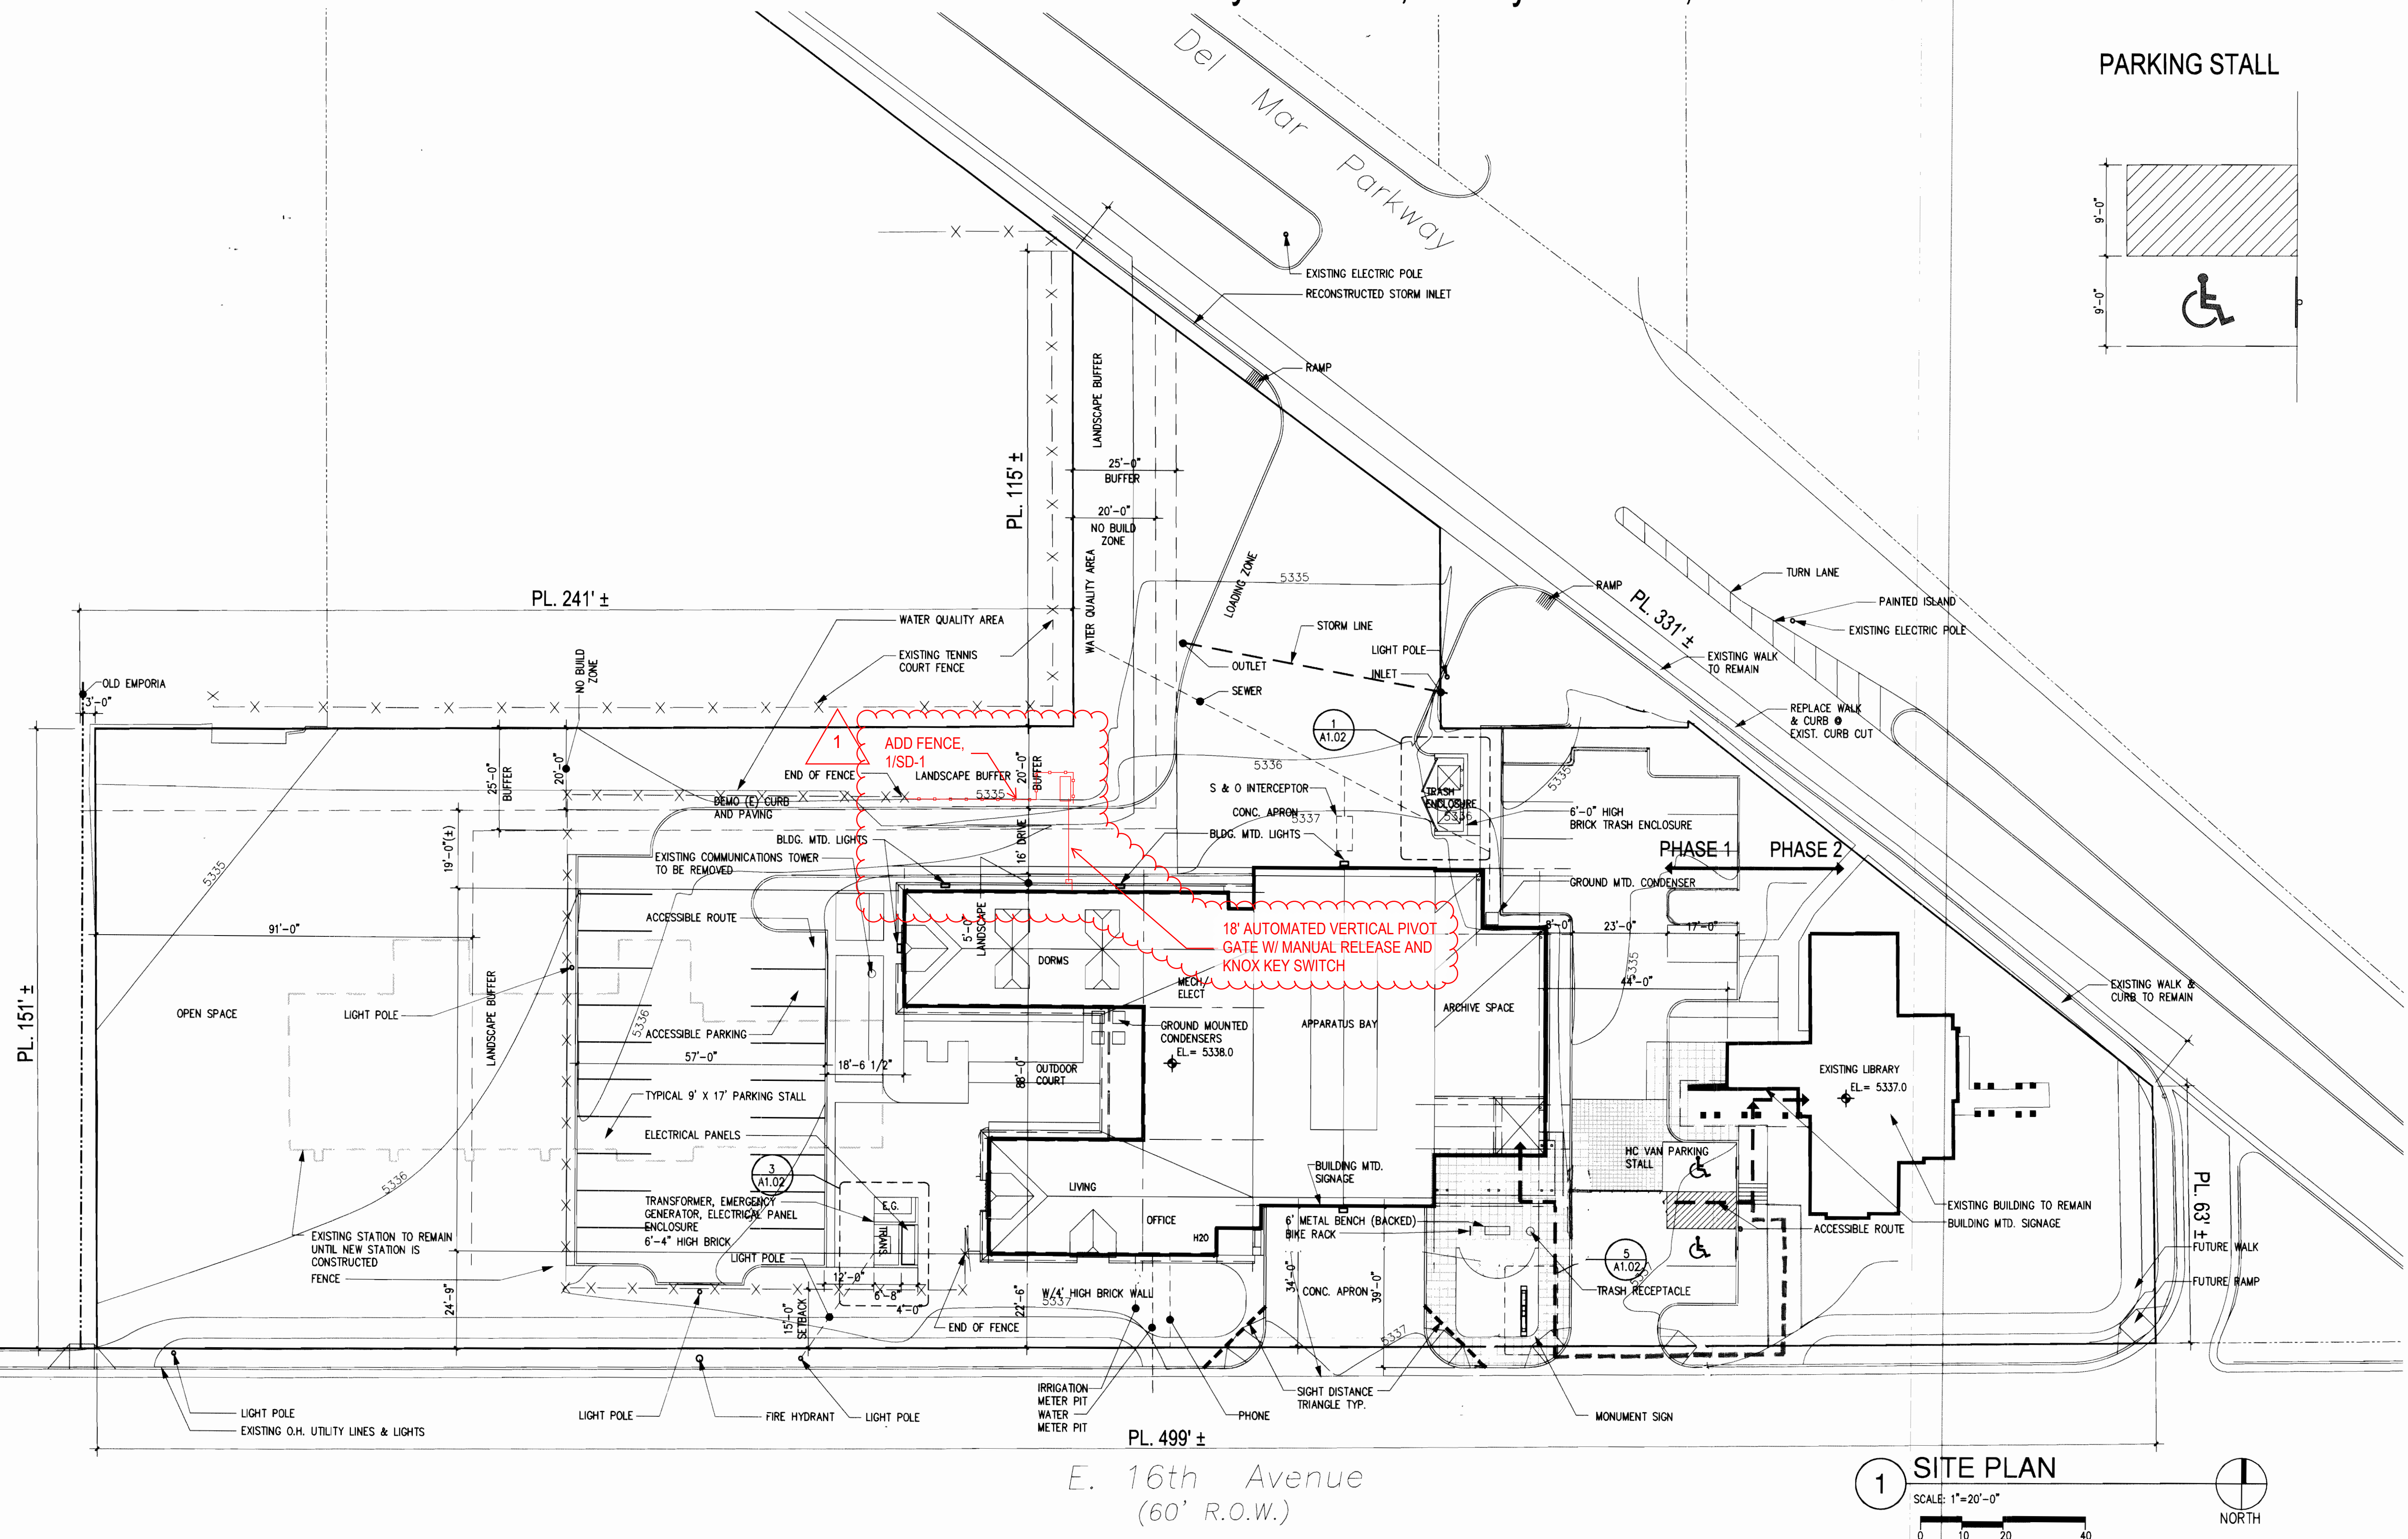 Del Mar Parkway
PARKING STALL
9'-0"
9'-0"
EXISTING ELECTRIC POLE
RECONSTRUCTED STORM INLET
RAMP
LANDSCAPE BUFFER
PL. 115' ±
25'-0"
BUFFER
20'-0"
NO BUILD
ZONE
WATER QUALITY AREA
LOADING ZONE
5335
RAMP
TURN LANE
PAINTED ISLAND
EXISTING ELECTRIC POLE
PL. 331' ±
EXISTING WALK
TO REMAIN
REPLACE WALK
& CURB @
EXIST. CURB CUT
PL. 241' ±
WATER QUALITY AREA
EXISTING TENNIS
COURT FENCE
STORM LINE
LIGHT POLE
INLET
OUTLET
SEWER
OLD EMPORIA
3'-0"
NO BUILD
ZONE
1
ADD FENCE,
1/SD-1
END OF FENCE
LANDSCAPE BUFFER
20'-0"
BUFFER
5335
25'-0"
BUFFER
20'-0"
DEMO (E) CURB
AND PAVING
1
A1.02
5336
S & O INTERCEPTOR
CONC. APRON
5337
BLDG. MTD. LIGHTS
TRASH
ENCLOSURE
5336
5335
6'-0" HIGH
BRICK TRASH ENCLOSURE
PHASE 1
PHASE 2
GROUND MTD. CONDENSER
BLDG. MTD. LIGHTS
16' DRIVE
EXISTING COMMUNICATIONS TOWER
TO BE REMOVED
19'-0"(±)
5335
ACCESSIBLE ROUTE
91'-0"
5'-0"
LANDSCAPE
DORMS
18' AUTOMATED VERTICAL PIVOT
GATE W/ MANUAL RELEASE AND
KNOX KEY SWITCH
MECH/
ELECT
8'-0"
23'-0"
17'-0"
5335
44'-0"
EXISTING WALK &
CURB TO REMAIN
PL. 151' ±
OPEN SPACE
LIGHT POLE
LANDSCAPE BUFFER
5336
ACCESSIBLE PARKING
57'-0"
18'-6 1/2"
TYPICAL 9' X 17' PARKING STALL
ELECTRICAL PANELS
GROUND MOUNTED
CONDENSERS
EL.= 5338.0
OUTDOOR
COURT
88'-0"
APPARATUS BAY
ARCHIVE SPACE
EXISTING LIBRARY
EL.= 5337.0
HC VAN PARKING
STALL
3
A1.02
5336
TRANSFORMER, EMERGENCY
GENERATOR, ELECTRICAL PANEL
ENCLOSURE
6'-4" HIGH BRICK
E.G.
TRANS.
LIVING
OFFICE
H2O
BUILDING MTD.
SIGNAGE
6' METAL BENCH (BACKED)
BIKE RACK
EXISTING BUILDING TO REMAIN
BUILDING MTD. SIGNAGE
ACCESSIBLE ROUTE
PL. 63' ±
FUTURE WALK
FUTURE RAMP
EXISTING STATION TO REMAIN
UNTIL NEW STATION IS
CONSTRUCTED
FENCE
LIGHT POLE
12'-0"
6'-8"
4'-0"
W/4' HIGH BRICK WALL
5337
24'-9"
15'-0"
SETBACK
22'-6"
34'-0"
CONC. APRON
39'-0"
5337
5
A1.02
TRASH RECEPTACLE
END OF FENCE
IRRIGATION
METER PIT
WATER
METER PIT
PHONE
SIGHT DISTANCE
TRIANGLE TYP.
MONUMENT SIGN
LIGHT POLE
EXISTING O.H. UTILITY LINES & LIGHTS
LIGHT POLE
FIRE HYDRANT
LIGHT POLE
PL. 499' ±
E. 16th Avenue
(60' R.O.W.)
1
SITE PLAN
SCALE: 1"=20'-0"
0 10 20 40
NORTH